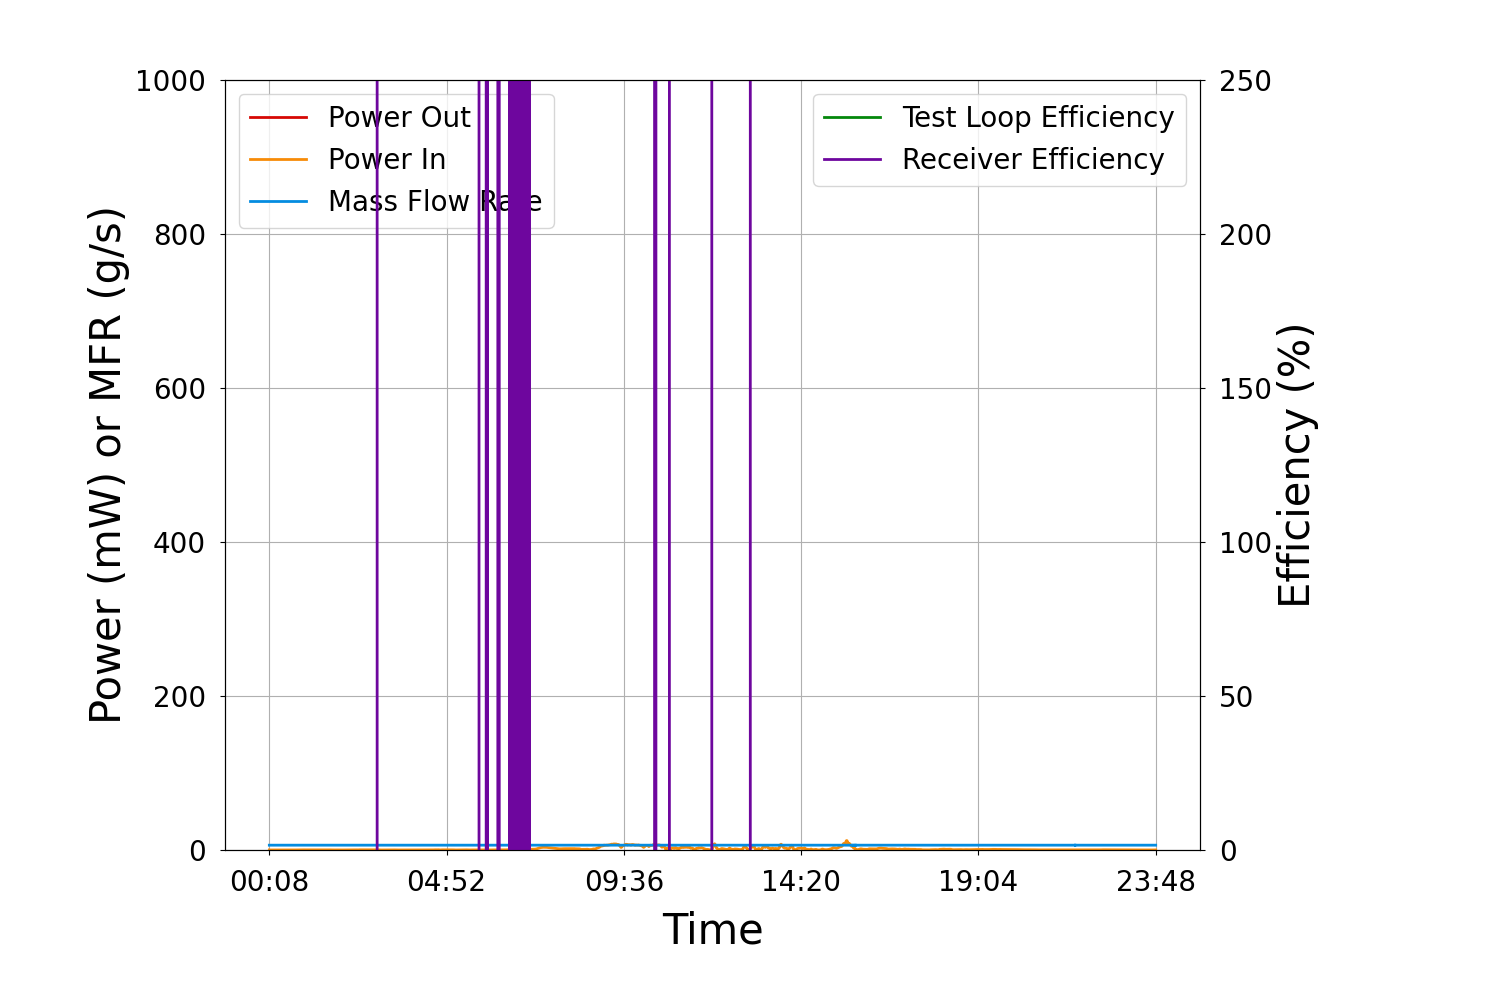 1000
800
600
400
200
0
Power (mW) or MFR (g/s)
Power Out
Power In
Mass Flow Rate
Test Loop Efficiency
Receiver Efficiency
250
200
150
100
50
0
Efficiency (%)
00:08 04:52 09:36 14:20 19:04 23:48
Time